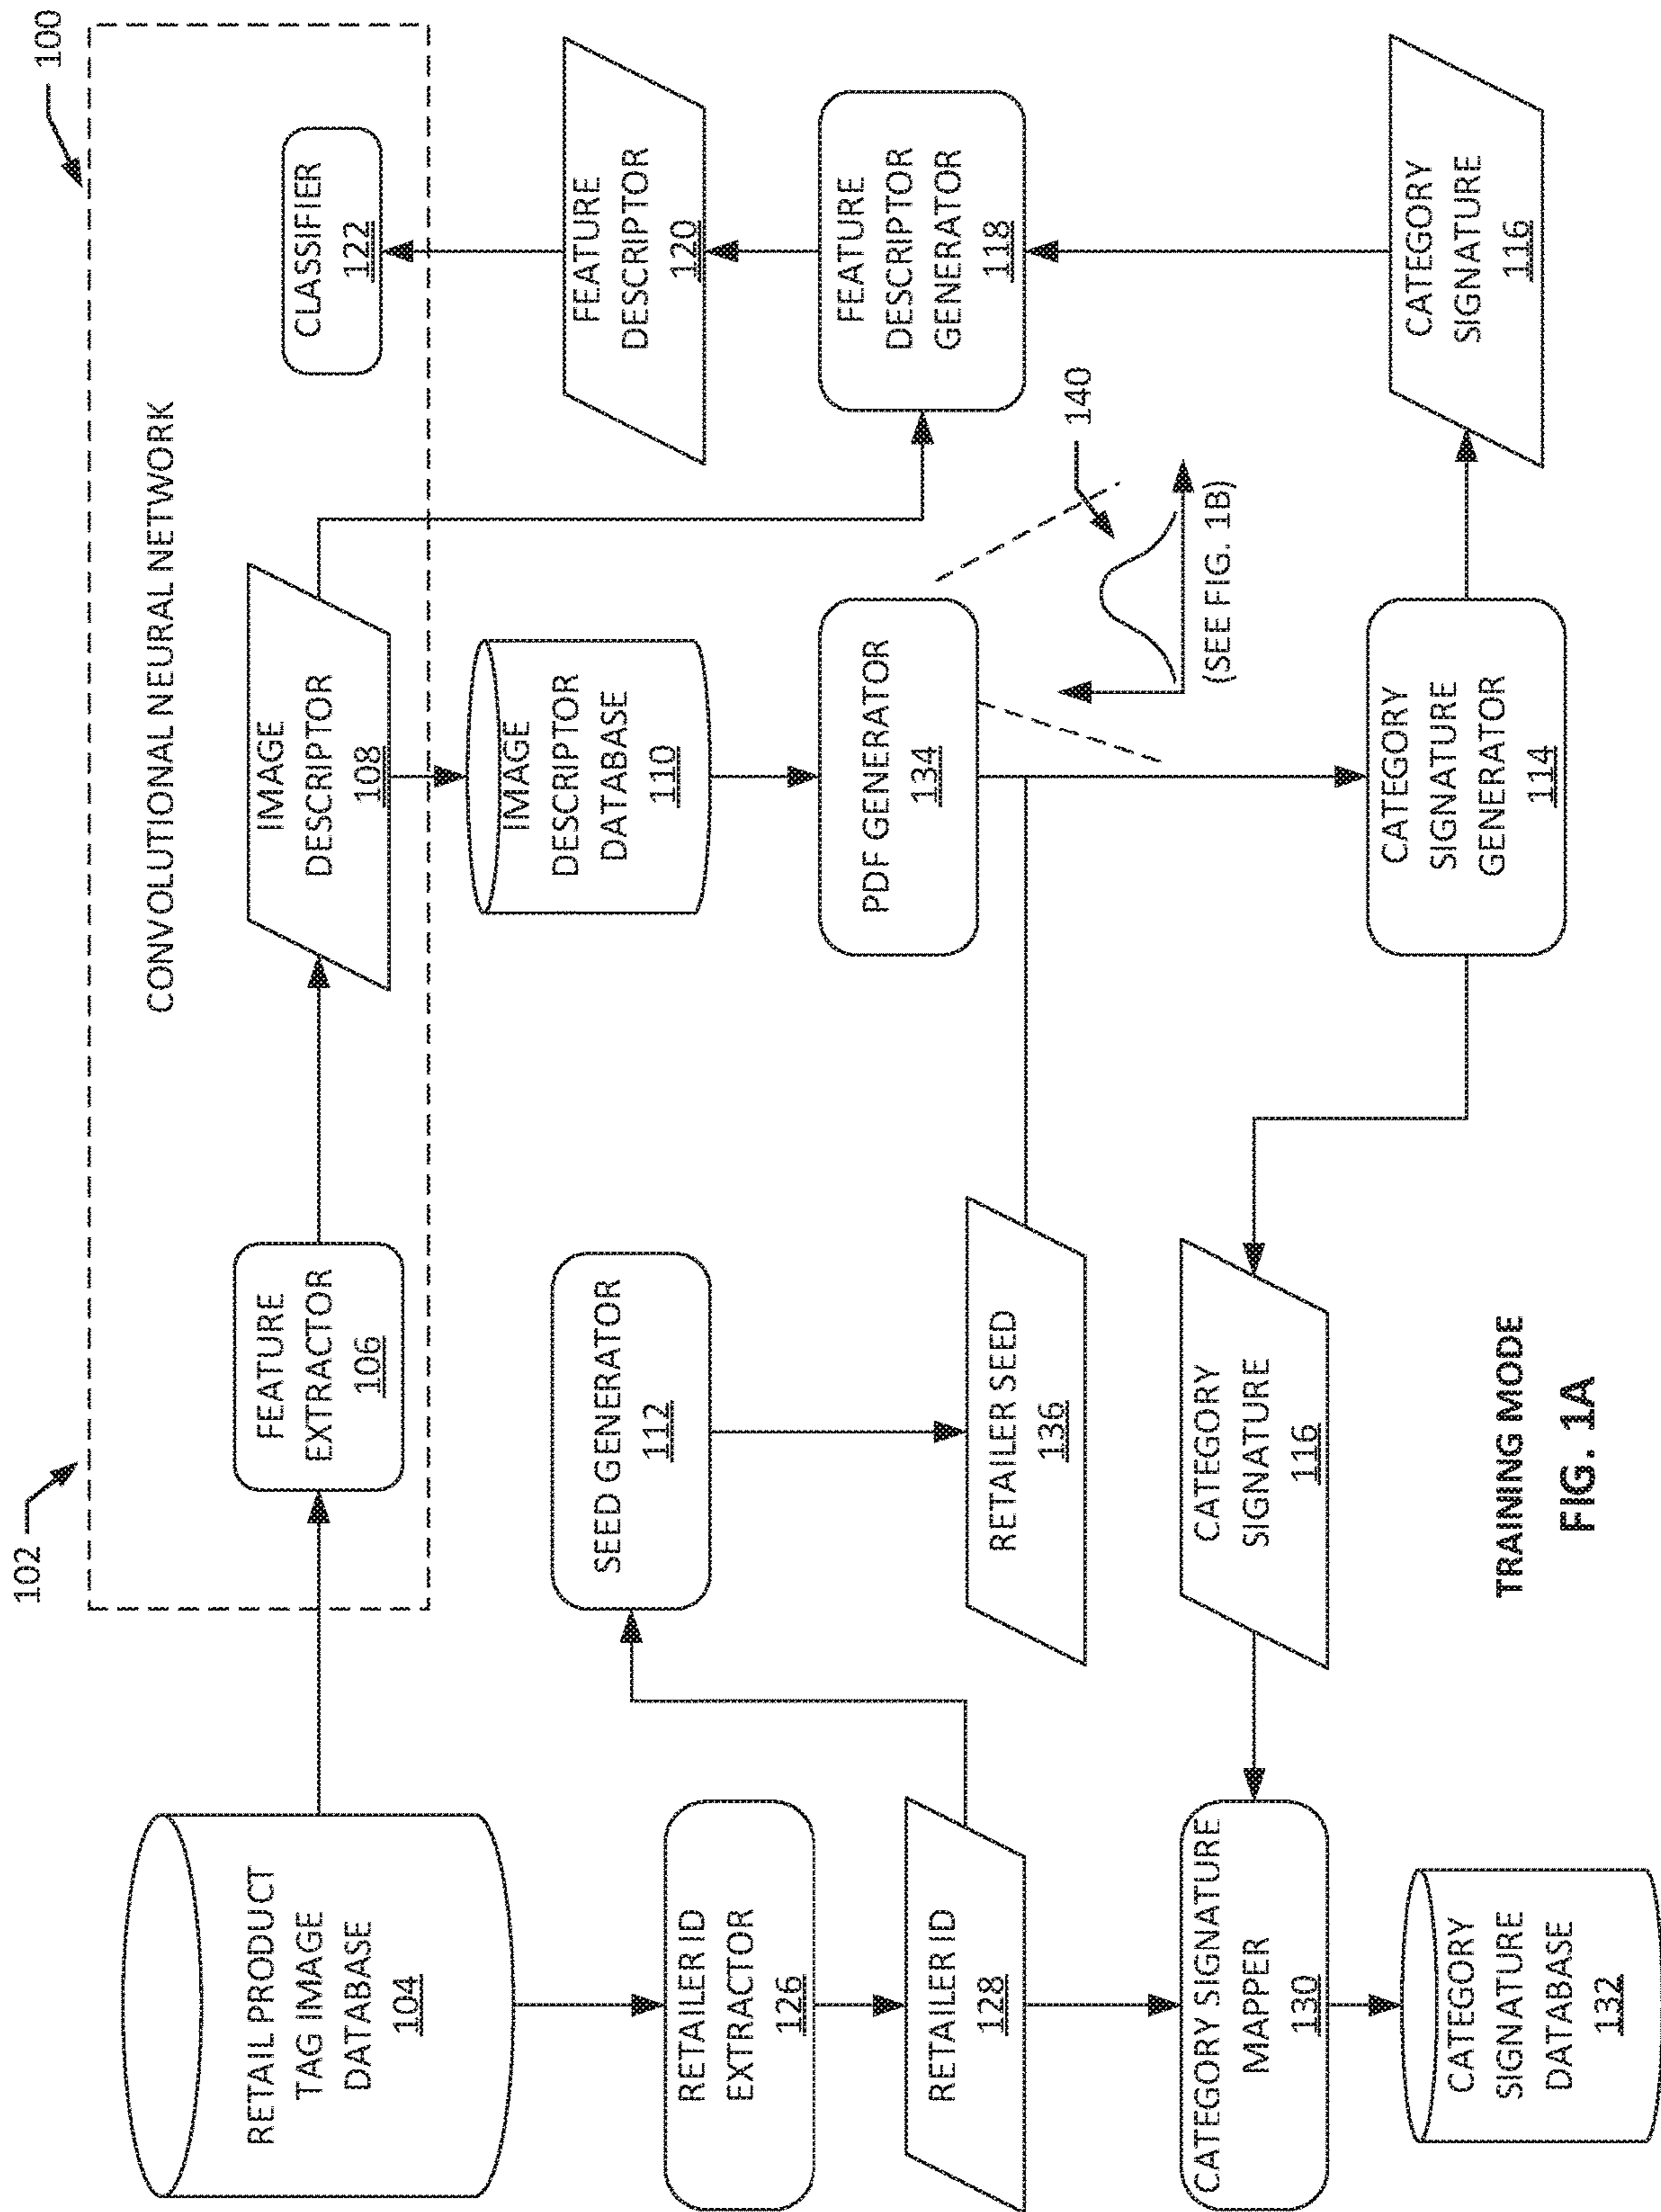 100
102
CONVOLUTIONAL NEURAL NETWORK
RETAIL PRODUCT
TAG IMAGE
DATABASE
104
FEATURE
EXTRACTOR
106
IMAGE
DESCRIPTOR
108
CLASSIFIER
122
IMAGE
DESCRIPTOR
DATABASE
110
FEATURE
DESCRIPTOR
120
SEED GENERATOR
112
RETAILER ID
EXTRACTOR
126
PDF GENERATOR
134
FEATURE
DESCRIPTOR
GENERATOR
118
RETAILER ID
128
RETAILER SEED
136
140
(SEE FIG. 1B)
CATEGORY SIGNATURE
MAPPER
130
CATEGORY
SIGNATURE
116
CATEGORY
SIGNATURE
GENERATOR
114
CATEGORY
SIGNATURE
116
CATEGORY
SIGNATURE
DATABASE
132
TRAINING MODE
FIG. 1A